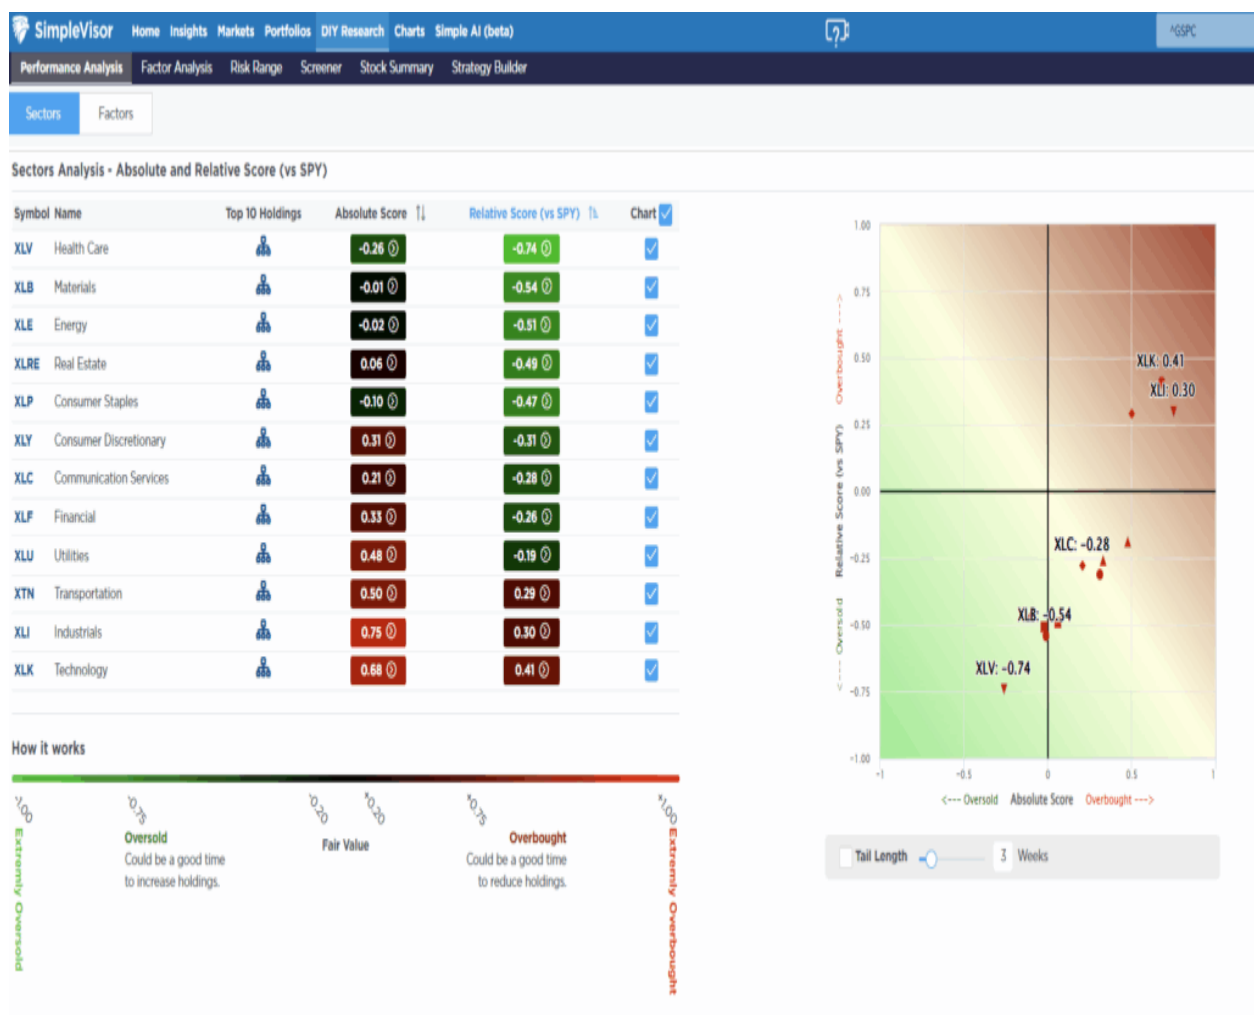 SimpleVisor Home Insights Markets Portfolios DIY Research Charts Simple AI (beta) ^GSPC
Performance Analysis Factor Analysis Risk Range Screener Stock Summary Strategy Builder
Sectors Factors
Sectors Analysis - Absolute and Relative Score (vs SPY)
Symbol Name Top 10 Holdings Absolute Score Relative Score (vs SPY) Chart
XLV Health Care -0.26 -0.74
XLB Materials -0.01 -0.54
XLE Energy -0.02 -0.51
XLRE Real Estate 0.06 -0.49
XLP Consumer Staples -0.10 -0.47
XLY Consumer Discretionary 0.31 -0.31
XLC Communication Services 0.21 -0.28
XLF Financial 0.33 -0.26
XLU Utilities 0.48 -0.19
XTN Transportation 0.50 0.29
XLI Industrials 0.75 0.30
XLK Technology 0.68 0.41
How it works
-1.00 -0.75 -0.20 +0.20 +0.75 +1.00
Extremly Oversold
Oversold
Could be a good time
to increase holdings.
Fair Value
Overbought
Could be a good time
to reduce holdings.
Extremly Overbought
1.00
0.75
0.50
0.25
0.00
-0.25
-0.50
-0.75
-1.00
<--- Oversold Relative Score (vs SPY) Overbought --->
XLK: 0.41
XLI: 0.30
XLC: -0.28
XLB: -0.54
XLV: -0.74
-1 -0.5 0 0.5 1
<--- Oversold Absolute Score Overbought --->
Tail Length 3 Weeks